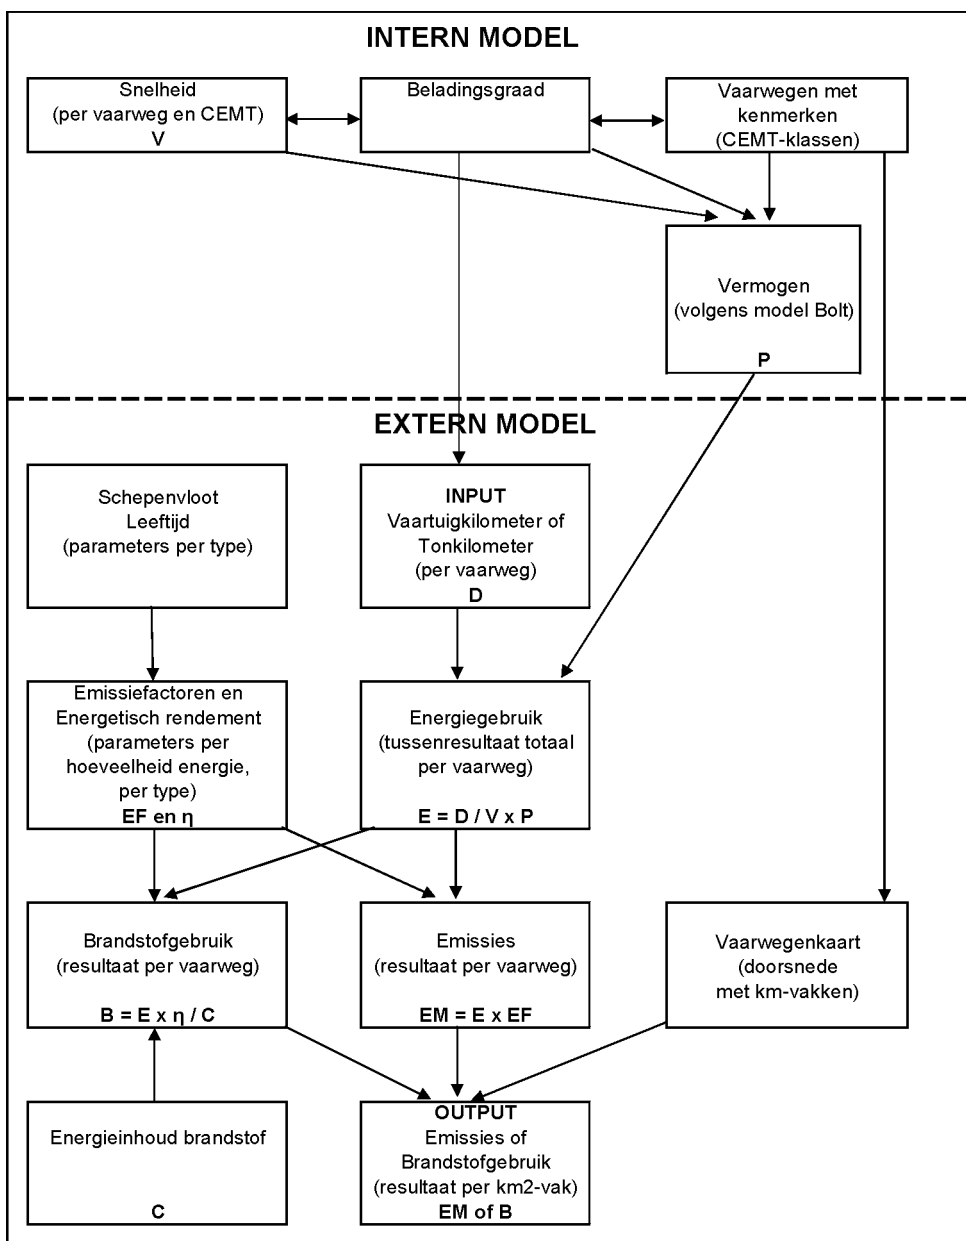 INTERN MODEL
Snelheid
(per vaarweg en CEMT)
V
Beladingsgraad
Vaarwegen met
kenmerken
(CEMT-klassen)
Vermogen
(volgens model Bolt)
P
EXTERN MODEL
Schepenvloot
Leeftijd
(parameters per type)
INPUT
Vaartuigkilometer of
Tonkilometer
(per vaarweg)
D
Emissiefactoren en
Energetisch rendement
(parameters per
hoeveelheid energie,
per type)
EF en η
Energiegebruik
(tussenresultaat totaal
per vaarweg)
E = D / V x P
Brandstofgebruik
(resultaat per vaarweg)
B = E x η / C
Emissies
(resultaat per vaarweg)
EM = E x EF
Vaarwegenkaart
(doorsnede
met km-vakken)
Energieinhoud brandstof
C
OUTPUT
Emissies of
Brandstofgebruik
(resultaat per km2-vak)
EM of B